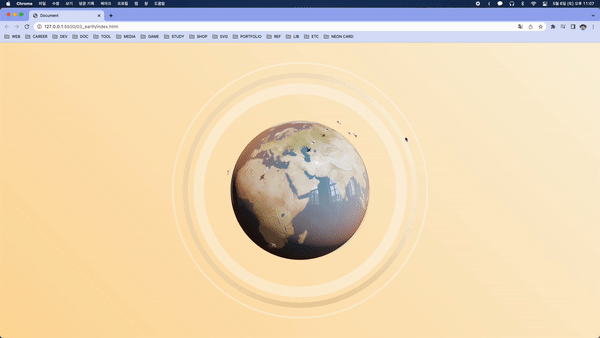 Chrome 파일 수정 보기 방문 기록 북마크 프로필 탭 창 도움말 5월 8일 (토) 오후 11:07
Document
127.0.0.1:5500/03_earth/index.html
WEB CAREER DEV DOC TOOL MEDIA GAME STUDY SHOP SVG PORTFOLIO REF LIB ETC NEON CARD